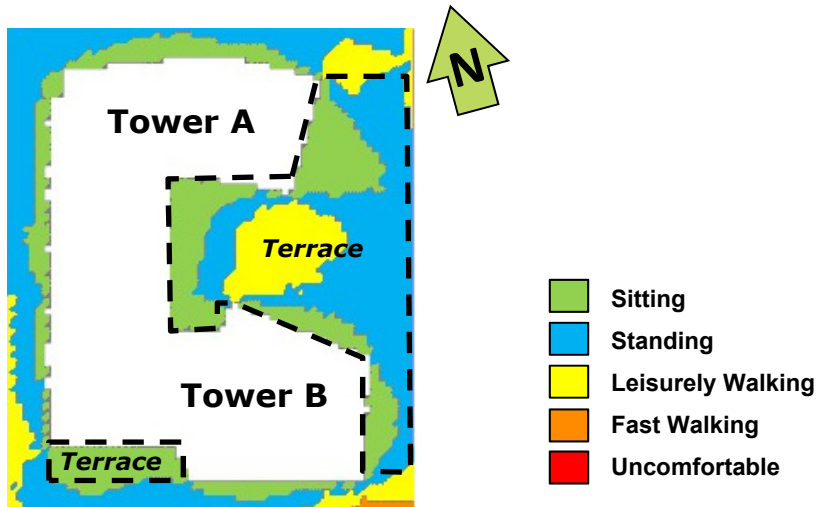 N
Tower A
Terrace
Tower B
Terrace
Sitting
Standing
Leisurely Walking
Fast Walking
Uncomfortable